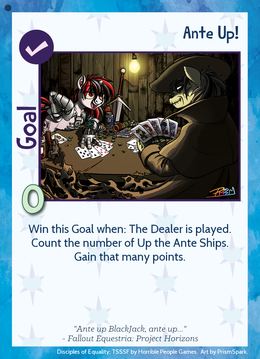 Ante Up!
Goal
0
Win this Goal when: The Dealer is played.
Count the number of Up the Ante Ships.
Gain that many points.
"Ante up BlackJack, ante up..."
- Fallout Equestria: Project Horizons
Disciples of Equality: TSSSF by Horrible People Games. Art by PrismSpark.